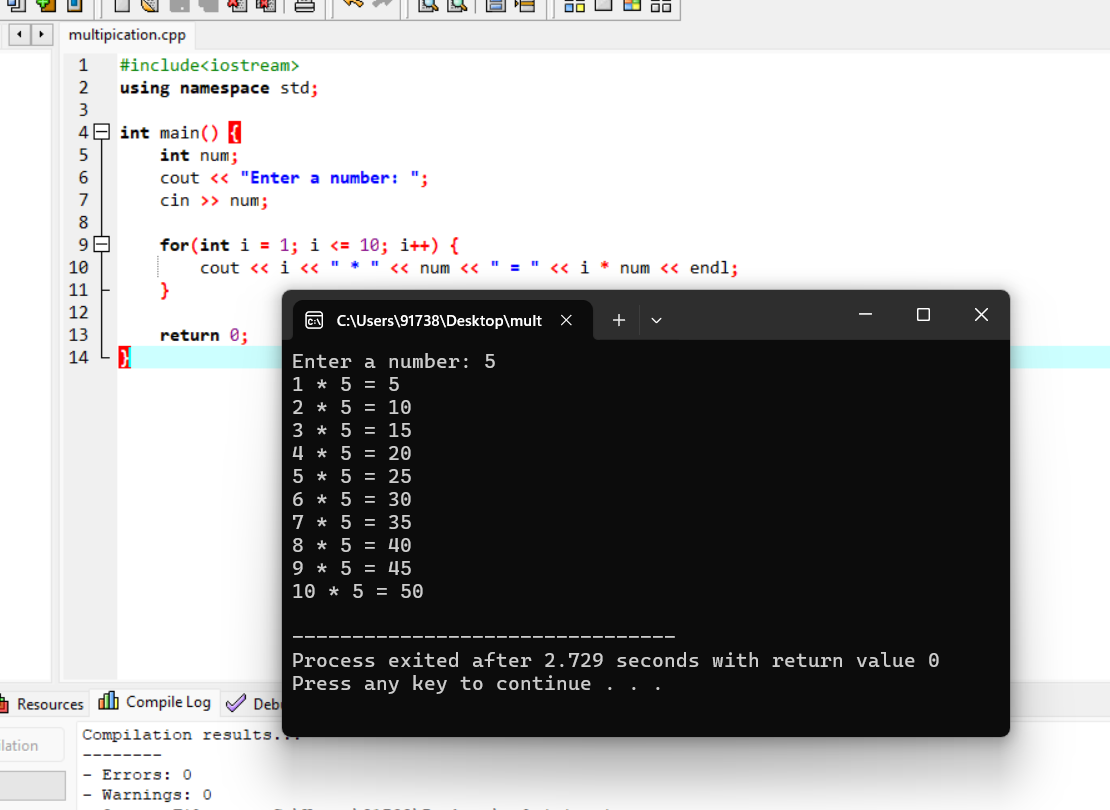 multipication.cpp
1 #include<iostream>
2 using namespace std;
3
4 int main() {
5 int num;
6 cout << "Enter a number: ";
7 cin >> num;
8
9 for(int i = 1; i <= 10; i++) {
10 cout << i << " * " << num << " = " << i * num << endl;
11 }
12
13 return 0;
14 }
C:\Users\91738\Desktop\mult
Enter a number: 5
1 * 5 = 5
2 * 5 = 10
3 * 5 = 15
4 * 5 = 20
5 * 5 = 25
6 * 5 = 30
7 * 5 = 35
8 * 5 = 40
9 * 5 = 45
10 * 5 = 50
--------------------------------
Process exited after 2.729 seconds with return value 0
Press any key to continue . . .
Resources Compile Log Debu
lation
Compilation results...
--------
- Errors: 0
- Warnings: 0